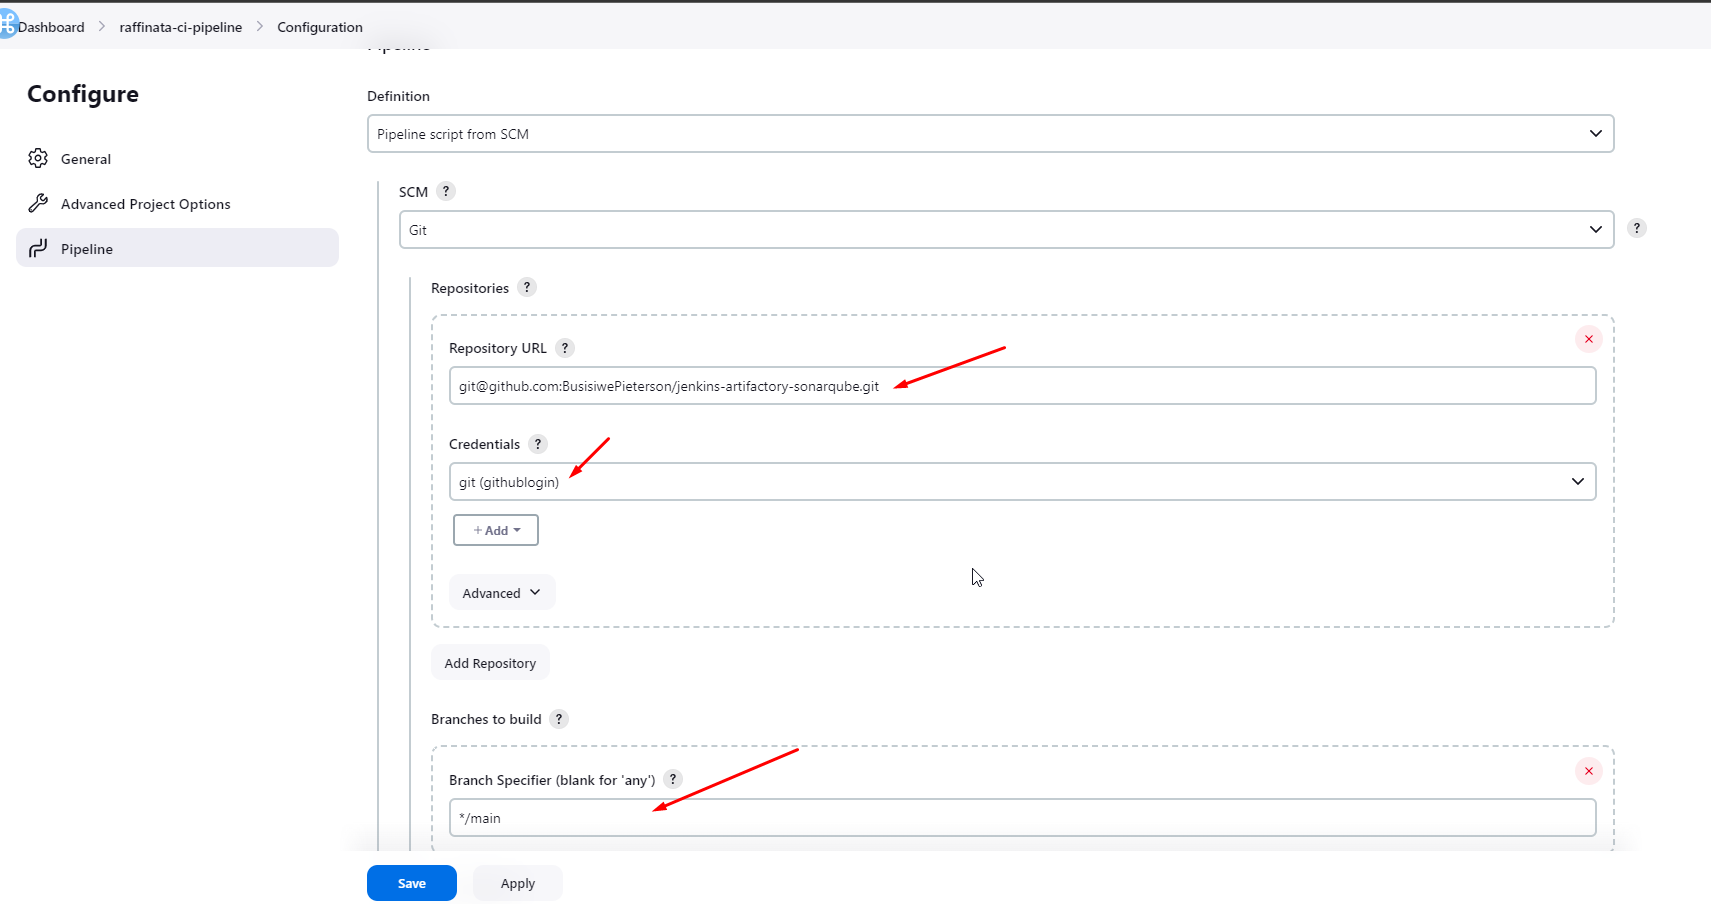 Dashboard > raffinata-ci-pipeline > Configuration
Pipeline
Configure
General
Advanced Project Options
Pipeline
Definition
Pipeline script from SCM
SCM ?
Git
?
Repositories ?
Repository URL ?
git@github.com:BusisiwePieterson/jenkins-artifactory-sonarqube.git
Credentials ?
git (githublogin)
+ Add
Advanced
Add Repository
Branches to build ?
Branch Specifier (blank for 'any') ?
*/main
Save
Apply